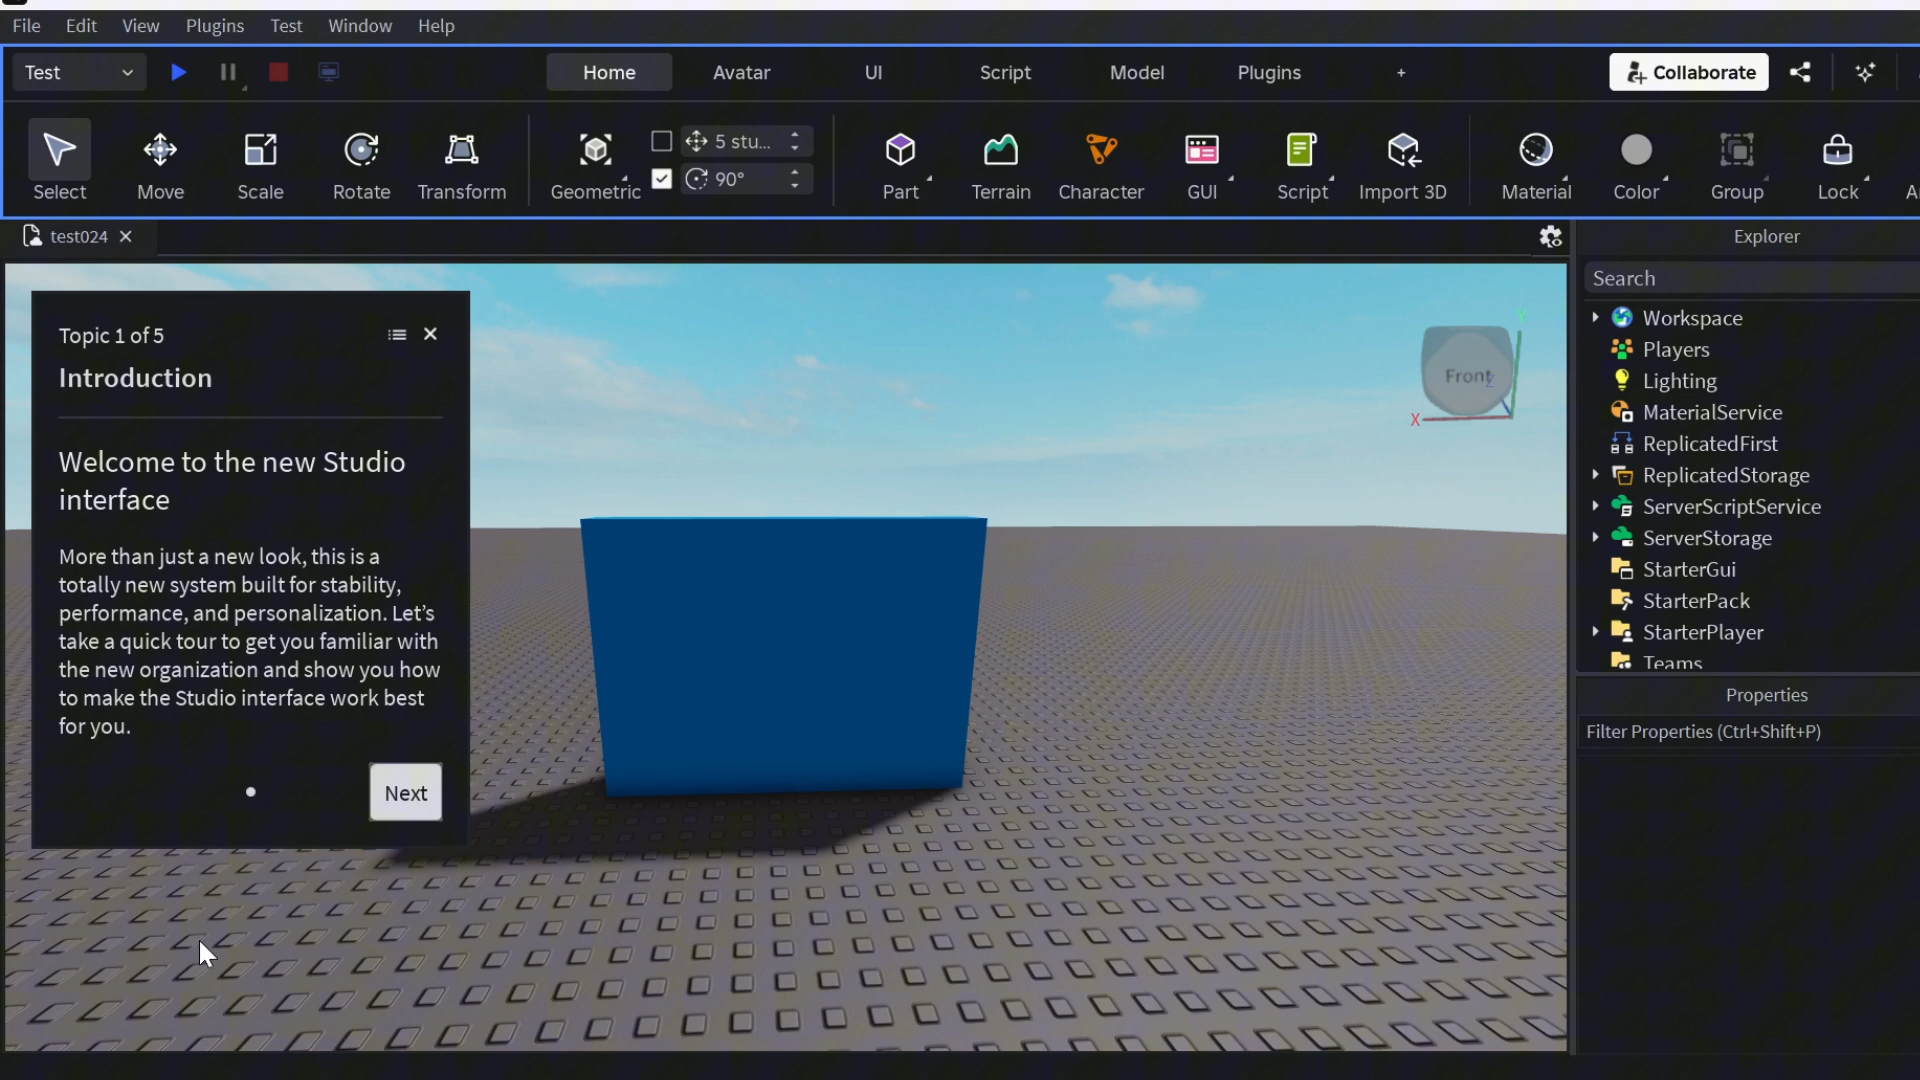 File Edit View Plugins Test Window Help
Test Home Avatar UI Script Model Plugins + Collaborate
5 stu...
90°
Select Move Scale Rotate Transform Geometric Part Terrain Character GUI Script Import 3D Material Color Group Lock
test024
Explorer
Search
Workspace
Players
Lighting
MaterialService
ReplicatedFirst
ReplicatedStorage
ServerScriptService
ServerStorage
StarterGui
StarterPack
StarterPlayer
Teams
Properties
Filter Properties (Ctrl+Shift+P)
Topic 1 of 5
Introduction
Welcome to the new Studio
interface
More than just a new look, this is a
totally new system built for stability,
performance, and personalization. Let’s
take a quick tour to get you familiar with
the new organization and show you how
to make the Studio interface work best
for you.
Next
Front
X
Y
Z